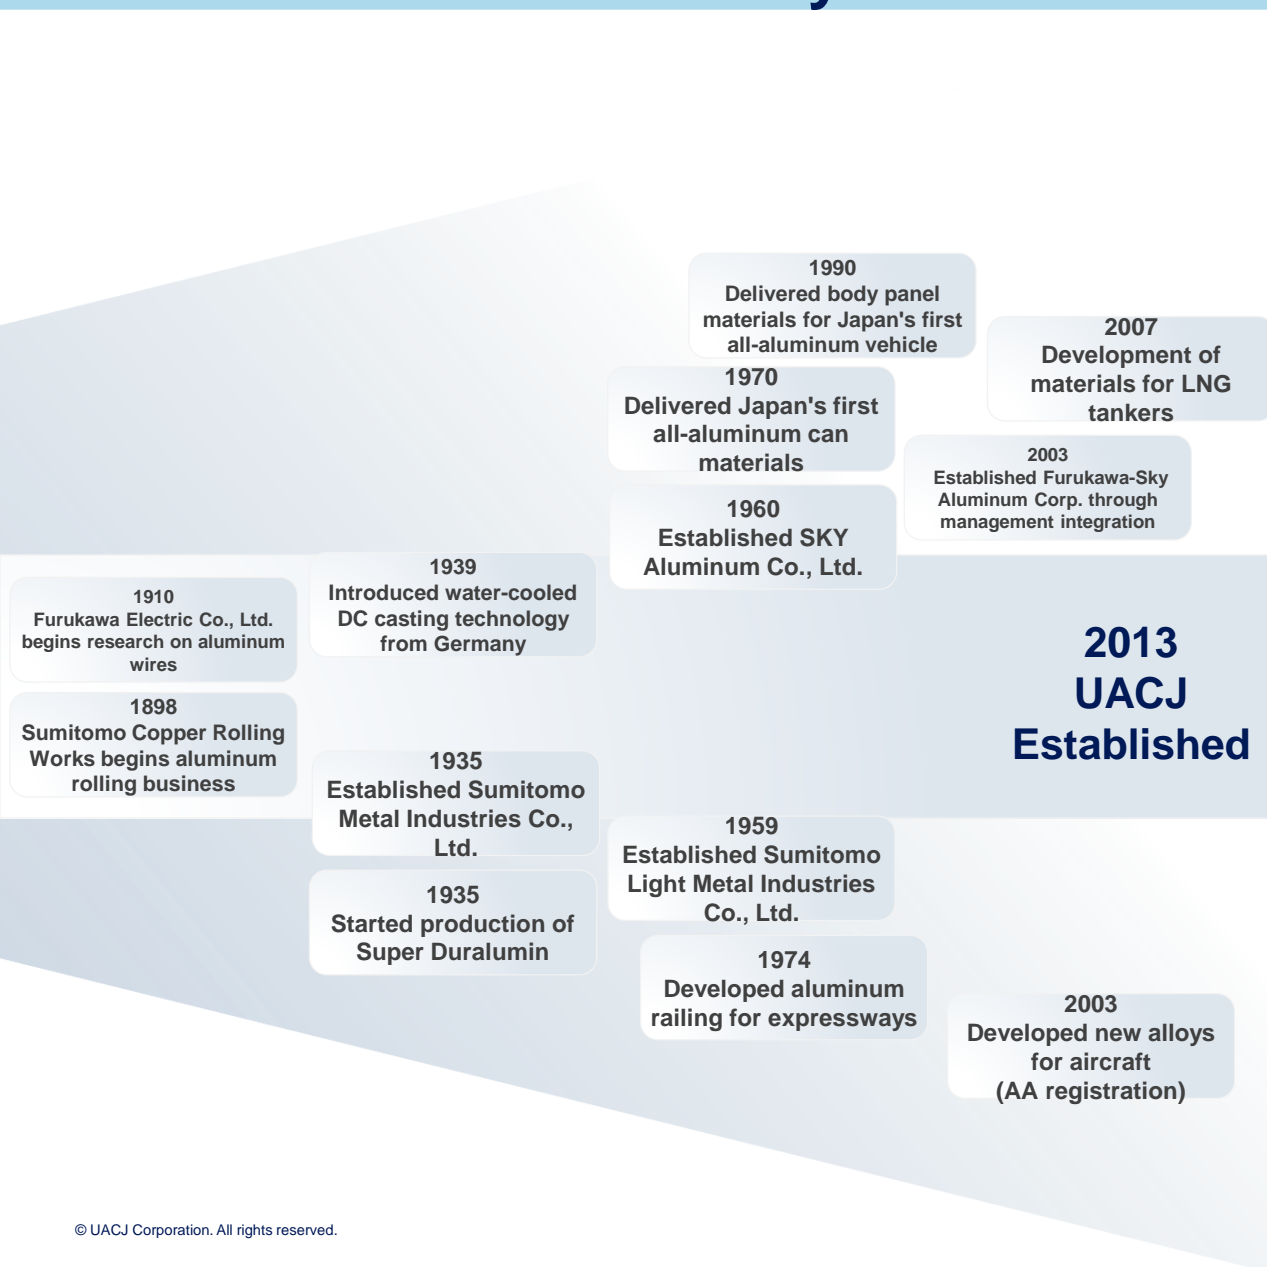 1990
Delivered body panel
materials for Japan's first
all-aluminum vehicle
2007
Development of
materials for LNG
tankers
1970
Delivered Japan's first
all-aluminum can
materials
2003
Established Furukawa-Sky
Aluminum Corp. through
management integration
1960
Established SKY
Aluminum Co., Ltd.
1939
Introduced water-cooled
DC casting technology
from Germany
1910
Furukawa Electric Co., Ltd.
begins research on aluminum
wires
2013
UACJ
Established
1898
Sumitomo Copper Rolling
Works begins aluminum
rolling business
1935
Established Sumitomo
Metal Industries Co.,
Ltd.
1959
Established Sumitomo
Light Metal Industries
Co., Ltd.
1935
Started production of
Super Duralumin
1974
Developed aluminum
railing for expressways
2003
Developed new alloys
for aircraft
(AA registration)
© UACJ Corporation. All rights reserved.